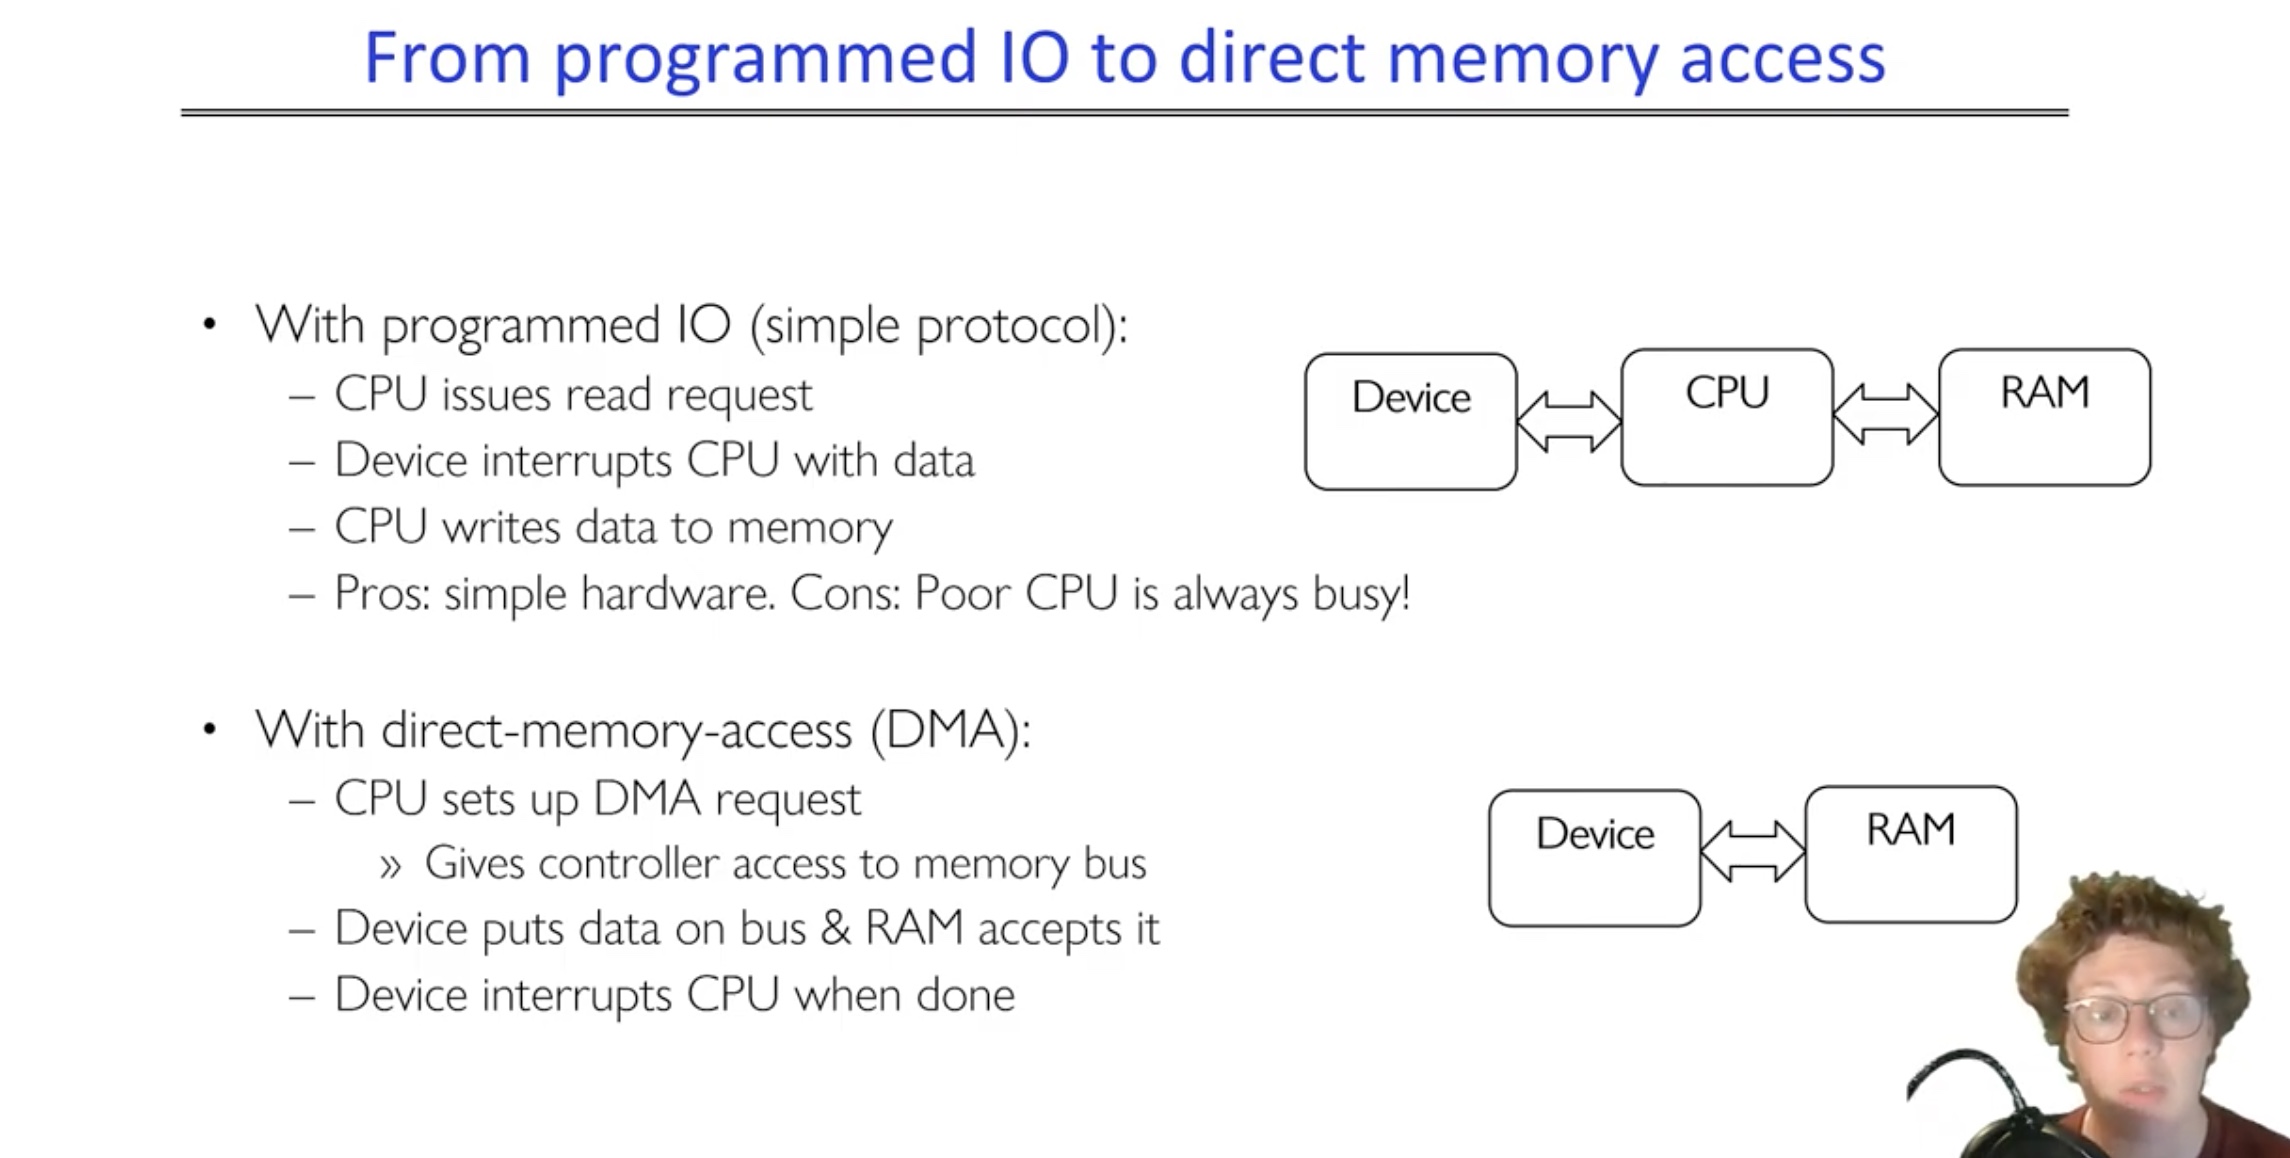 From programmed IO to direct memory access
• With programmed IO (simple protocol):
– CPU issues read request
– Device interrupts CPU with data
– CPU writes data to memory
– Pros: simple hardware. Cons: Poor CPU is always busy!
Device
CPU
RAM
• With direct-memory-access (DMA):
– CPU sets up DMA request
» Gives controller access to memory bus
– Device puts data on bus & RAM accepts it
– Device interrupts CPU when done
Device
RAM